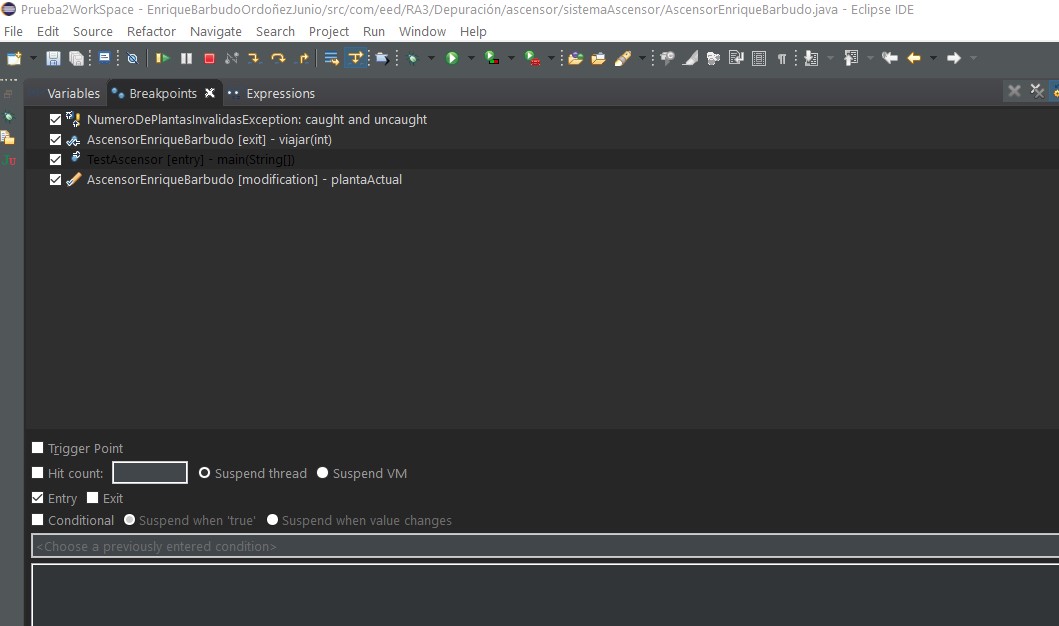 Prueba2WorkSpace - EnriqueBarbudoOrdoñezJunio/src/com/eed/RA3/Depuración/ascensor/sistemaAscensor/AscensorEnriqueBarbudo.java - Eclipse IDE
File Edit Source Refactor Navigate Search Project Run Window Help
Variables Breakpoints Expressions
NumeroDePlantasInvalidasException: caught and uncaught
AscensorEnriqueBarbudo [exit] - viajar(int)
TestAscensor [entry] - main(String[])
AscensorEnriqueBarbudo [modification] - plantaActual
Trigger Point
Hit count: Suspend thread Suspend VM
Entry Exit
Conditional Suspend when 'true' Suspend when value changes
<Choose a previously entered condition>